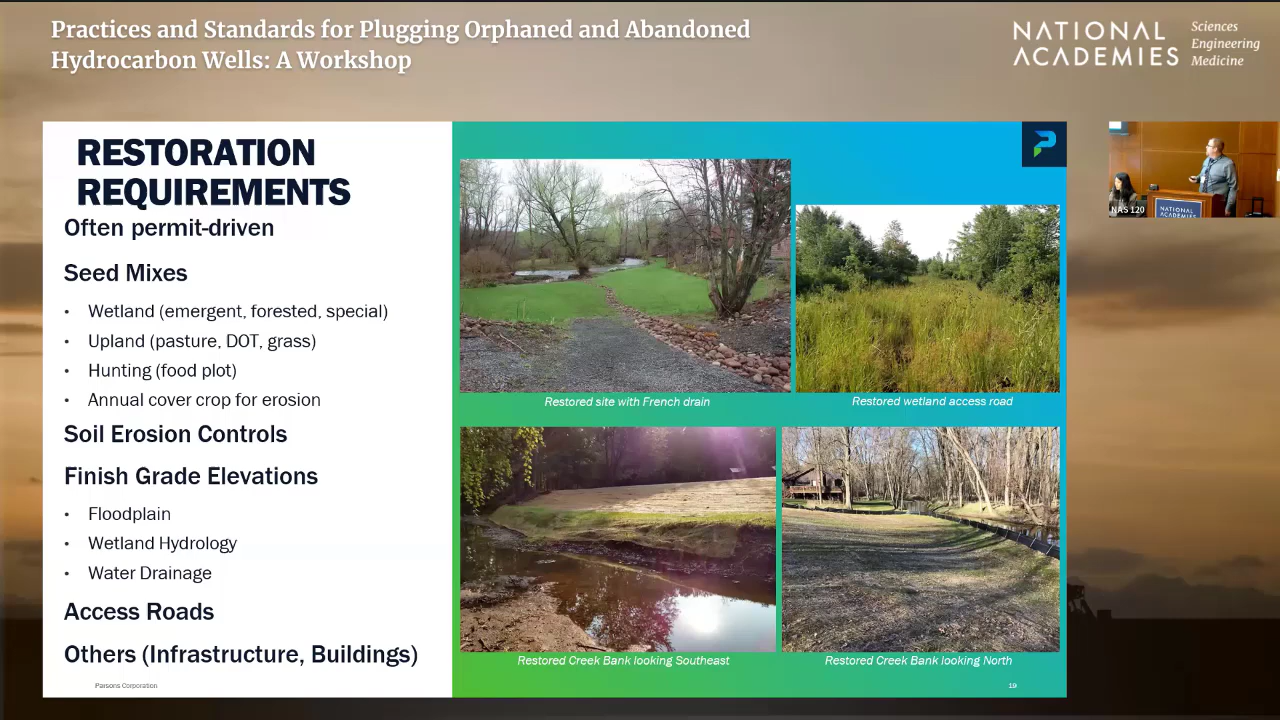 Practices and Standards for Plugging Orphaned and Abandoned
Hydrocarbon Wells: A Workshop
NATIONAL
ACADEMIES
Sciences
Engineering
Medicine
RESTORATION
REQUIREMENTS
Often permit-driven
Seed Mixes
• Wetland (emergent, forested, special)
• Upland (pasture, DOT, grass)
• Hunting (food plot)
• Annual cover crop for erosion
Soil Erosion Controls
Finish Grade Elevations
• Floodplain
• Wetland Hydrology
• Water Drainage
Access Roads
Others (Infrastructure, Buildings)
Parsons Corporation
Restored site with French drain
Restored wetland access road
Restored Creek Bank looking Southeast
Restored Creek Bank looking North
19
NAS 120
NATIONAL
ACADEMIES